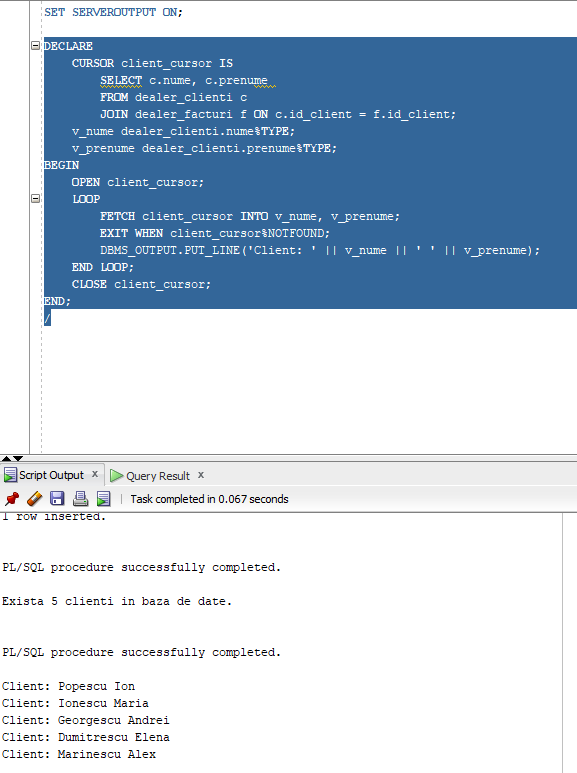 SET SERVEROUTPUT ON;
DECLARE
CURSOR client_cursor IS
SELECT c.nume, c.prenume
FROM dealer_clienti c
JOIN dealer_facturi f ON c.id_client = f.id_client;
v_nume dealer_clienti.nume%TYPE;
v_prenume dealer_clienti.prenume%TYPE;
BEGIN
OPEN client_cursor;
LOOP
FETCH client_cursor INTO v_nume, v_prenume;
EXIT WHEN client_cursor%NOTFOUND;
DBMS_OUTPUT.PUT_LINE('Client: ' || v_nume || ' ' || v_prenume);
END LOOP;
CLOSE client_cursor;
END;
/
Script Output x Query Result x
Task completed in 0.067 seconds
1 row inserted.
PL/SQL procedure successfully completed.
Exista 5 clienti in baza de date.
PL/SQL procedure successfully completed.
Client: Popescu Ion
Client: Ionescu Maria
Client: Georgescu Andrei
Client: Dumitrescu Elena
Client: Marinescu Alex